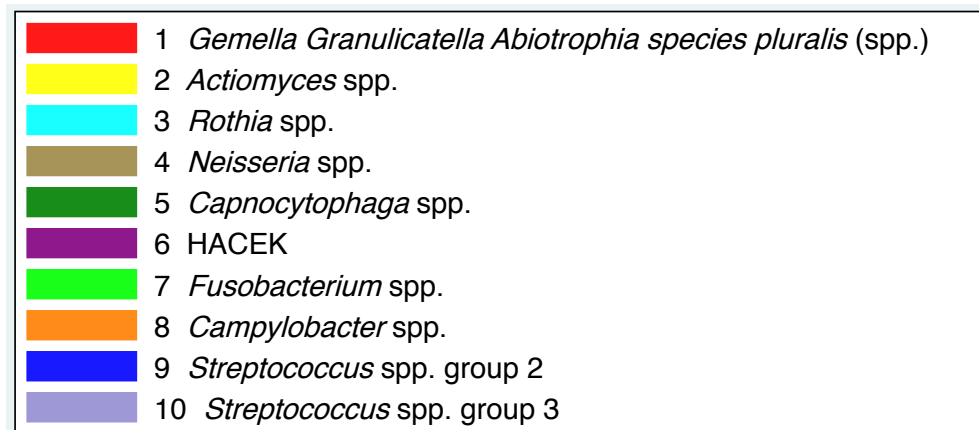 1 Gemella Granulicatella Abiotrophia species pluralis (spp.)
2 Actiomyces spp.
3 Rothia spp.
4 Neisseria spp.
5 Capnocytophaga spp.
6 HACEK
7 Fusobacterium spp.
8 Campylobacter spp.
9 Streptococcus spp. group 2
10 Streptococcus spp. group 3